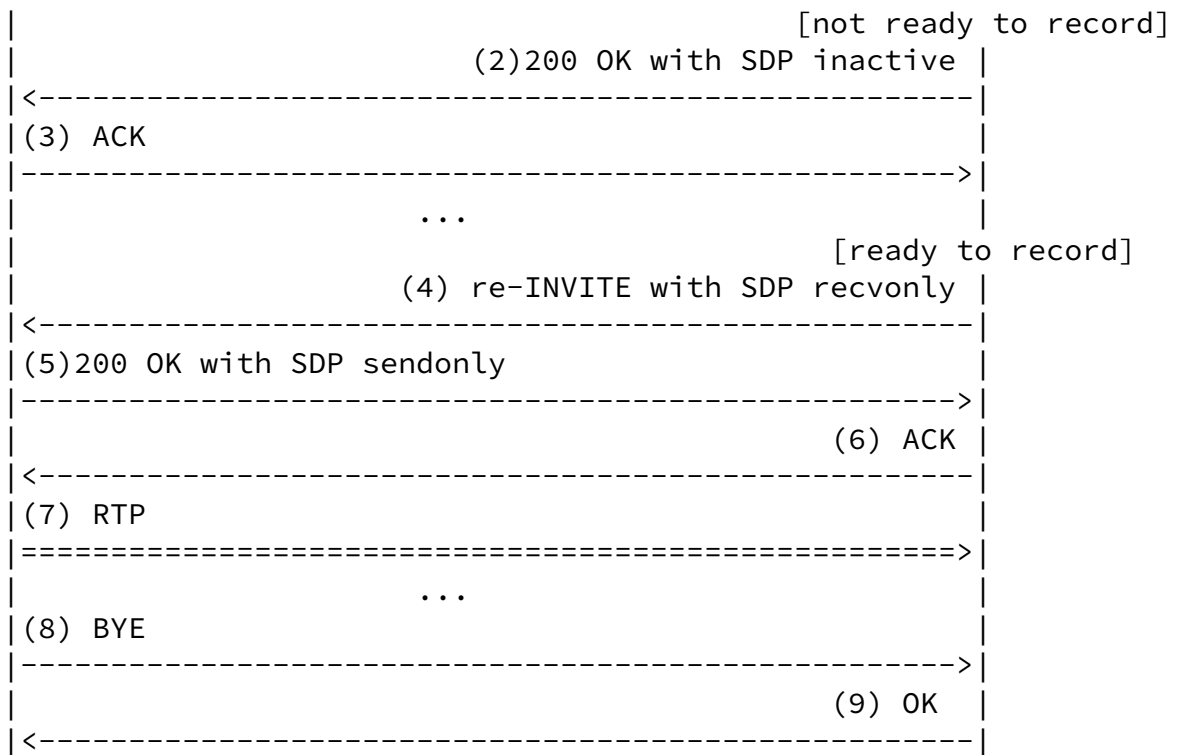 [not ready to record]
(2)200 OK with SDP inactive |
|<----------------------------------------------------|
|(3) ACK |
|---------------------------------------------------->|
| ... |
[ready to record]
(4) re-INVITE with SDP recvonly |
|<----------------------------------------------------|
|(5)200 OK with SDP sendonly |
|---------------------------------------------------->|
| (6) ACK |
|<----------------------------------------------------|
|(7) RTP |
|====================================================>|
| ... |
|(8) BYE |
|---------------------------------------------------->|
| (9) OK |
|<----------------------------------------------------|